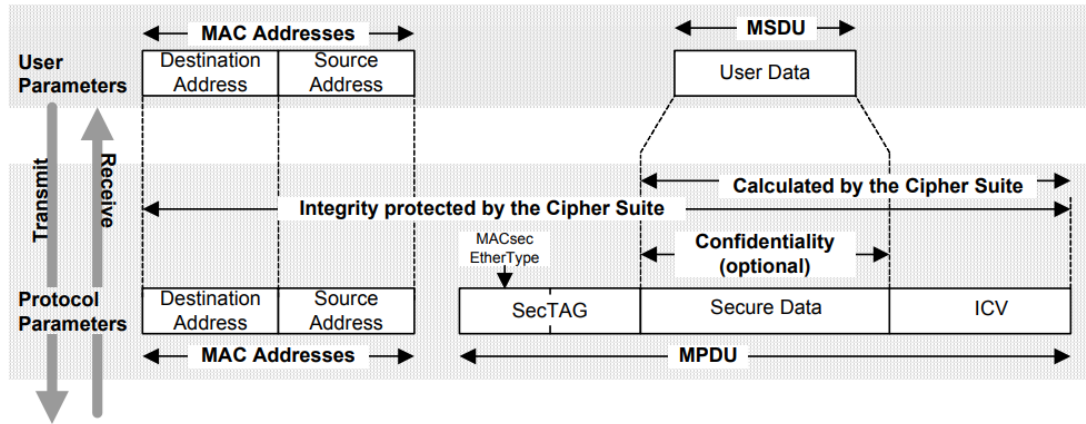 MAC Addresses
MSDU
User
Parameters
Destination
Address
Source
Address
User Data
Transmit
Receive
Calculated by the Cipher Suite
Integrity protected by the Cipher Suite
MACsec
EtherType
Confidentiality
(optional)
Protocol
Parameters
Destination
Address
Source
Address
SecTAG
Secure Data
ICV
MAC Addresses
MPDU